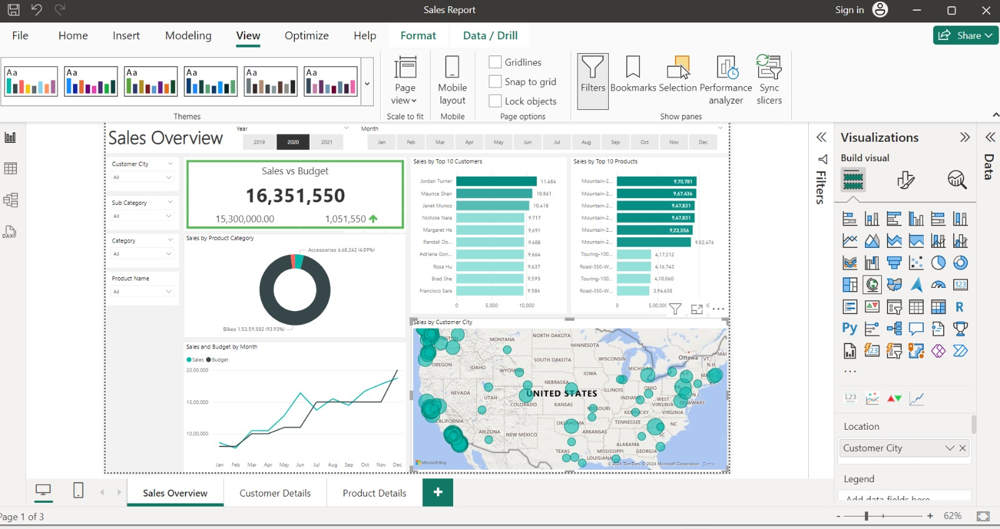 Sales Report
Sign in
File Home Insert Modeling View Optimize Help Format Data / Drill
Share
Aa Aa Aa Aa Aa Aa
Themes
Page view
Scale to fit
Mobile layout
Mobile
Gridlines
Snap to grid
Lock objects
Page options
Filters
Bookmarks
Selection
Performance analyzer
Sync slicers
Show panes
Sales Overview
Year
2019 2020 2021
Month
Jan Feb Mar Apr May Jun Jul Aug Sep Oct Nov Dec
Customer City
All
Sub Category
All
Category
All
Product Name
All
Sales vs Budget
16,351,550
15,300,000.00 1,051,550
Sales by Product Category
Accessories 6,68,242 (4.09%)
Bikes 1,53,59,502 (93.93%)
Sales and Budget by Month
Sales Budget
20,00,000
15,00,000
10,00,000
Jan Feb Mar Apr May Jun Jul Aug Sep Oct Nov Dec
Sales by Top 10 Customers
Jordan Turner 11,484
Maurice Shan 10,861
Janet Munoz 10,418
Nichole Nara 9,717
Margaret He 9,691
Randall Do... 9,688
Adriana Gon... 9,664
Rosa Hu 9,637
Brad She 9,595
Francisco Sara 9,586
0 5,000 10,000
Sales by Top 10 Products
Mountain-2... 9,70,781
Mountain-2... 9,67,436
Mountain-2... 9,47,831
Mountain-2... 9,47,831
Mountain-2... 9,23,356
Mountain-2... 9,02,476
Touring-100... 4,17,212
Road-350-W... 4,16,743
Touring-100... 4,10,060
Road-350-W... 3,94,630
0
Sales by Customer City
MONTANA
NORTH DAKOTA
MINNESOTA
SOUTH DAKOTA
WISCONSIN
Ottawa
VT.
N.H.
OREGON
IDAHO
WYOMING
MICHIGAN
IOWA
N.Y.
NEBRASKA
NEVADA
UTAH
UNITED STATES
ILLINOIS
OHIO
PA.
N.J.
INDIANA
COLORADO
KANSAS
MISSOURI
WEST VIRGINIA
DELAWARE
KENTUCKY
VIRGINIA
CALIFORNIA
OKLAHOMA
TENNESSEE
NC
ARIZONA
NEW MEXICO
ARKANSAS
SC
ALABAMA
TEXAS
MISSISSIPPI
GEORGIA
LOUISIANA
Microsoft Bing
© 2024 TomTom, © 2024 Microsoft Corporation Terms
Filters
Visualizations
Build visual
123
R
Py
123
123
Location
Customer City
Legend
Add data fields here
Data
DAX
Sales Overview
Customer Details
Product Details
+
Page 1 of 3
- + 62%